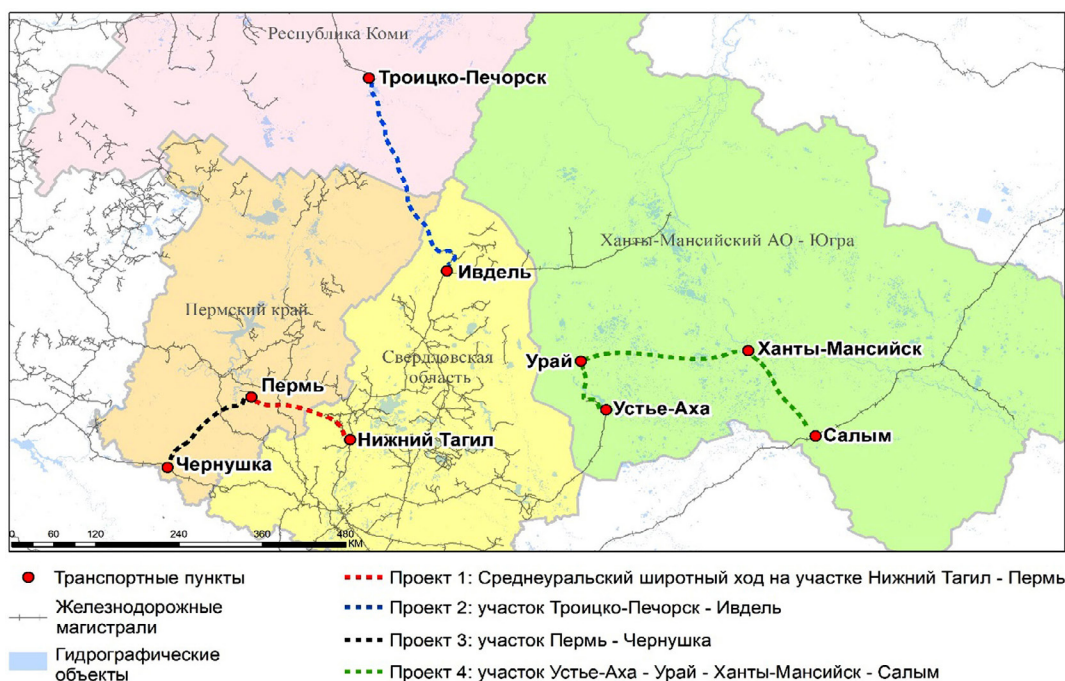 Республика Коми
Троицко-Печорск
Ханты-Мансийский АО - Югра
Ивдель
Пермский край
Свердловская
область
Урай
Ханты-Мансийск
Пермь
Устье-Аха
Нижний Тагил
Салым
Чернушка
0 60 120 240 360 480
КМ
Транспортные пункты
Железнодорожные
магистрали
Гидрографические
объекты
Проект 1: Среднеуральский широтный ход на участке Нижний Тагил - Пермь
Проект 2: участок Троицко-Печорск - Ивдель
Проект 3: участок Пермь - Чернушка
Проект 4: участок Устье-Аха - Урай - Ханты-Мансийск - Салым